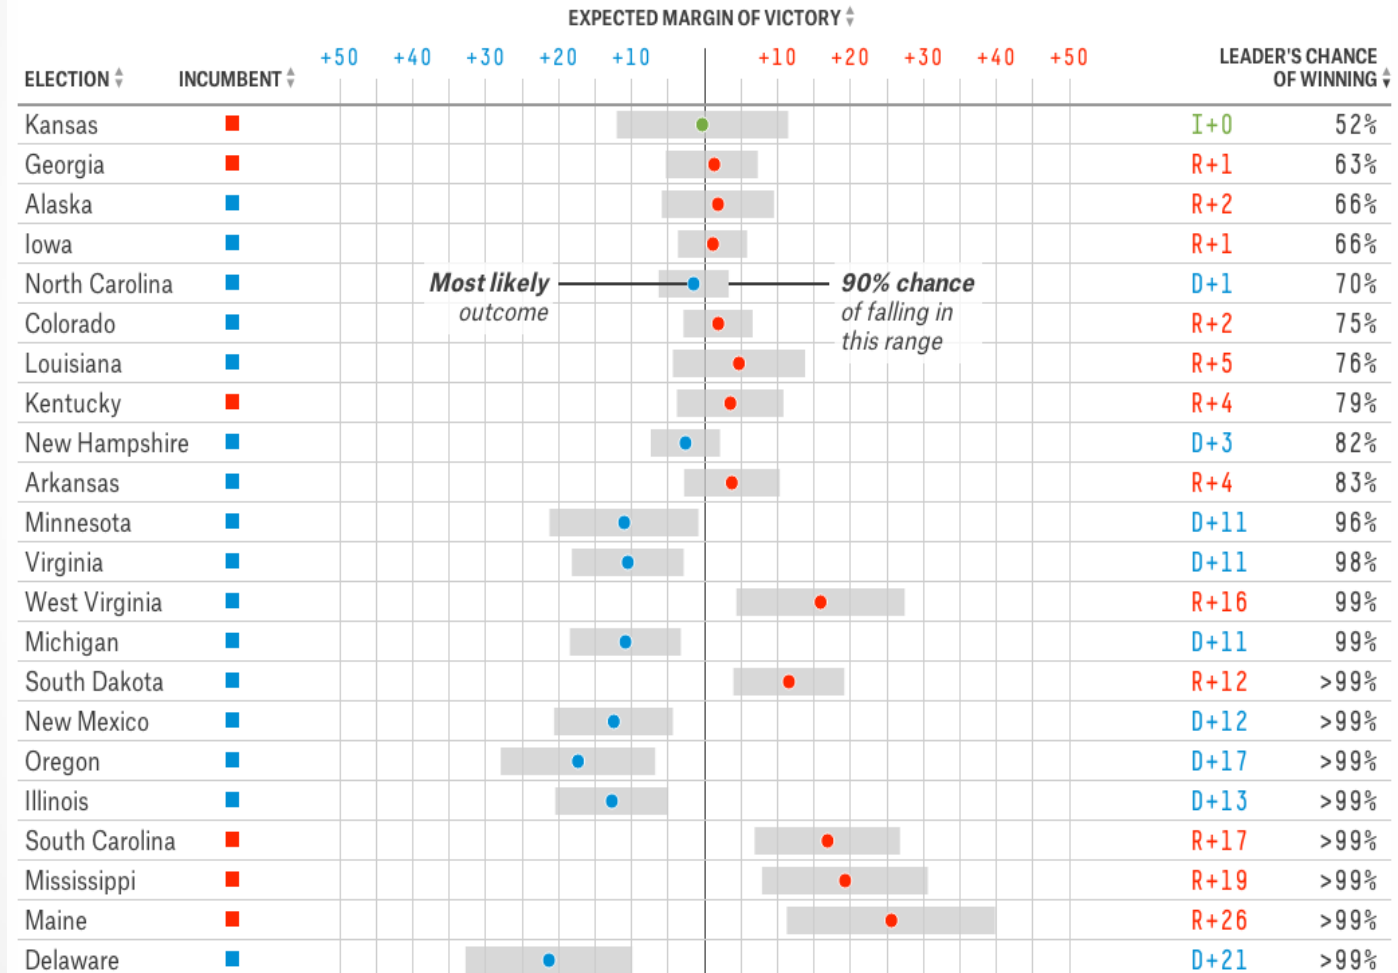 EXPECTED MARGIN OF VICTORY
+50 +40 +30 +20 +10 +10 +20 +30 +40 +50
LEADER'S CHANCE
ELECTION INCUMBENT OF WINNING
Kansas I+0 52%
Georgia R+1 63%
Alaska R+2 66%
Iowa R+1 66%
North Carolina Most likely 90% chance D+1 70%
outcome of falling in
Colorado R+2 75%
this range
Louisiana R+5 76%
Kentucky R+4 79%
New Hampshire D+3 82%
Arkansas R+4 83%
Minnesota D+11 96%
Virginia D+11 98%
West Virginia R+16 99%
Michigan D+11 99%
South Dakota R+12 >99%
New Mexico D+12 >99%
Oregon D+17 >99%
Illinois D+13 >99%
South Carolina R+17 >99%
Mississippi R+19 >99%
Maine R+26 >99%
Delaware D+21 >99%